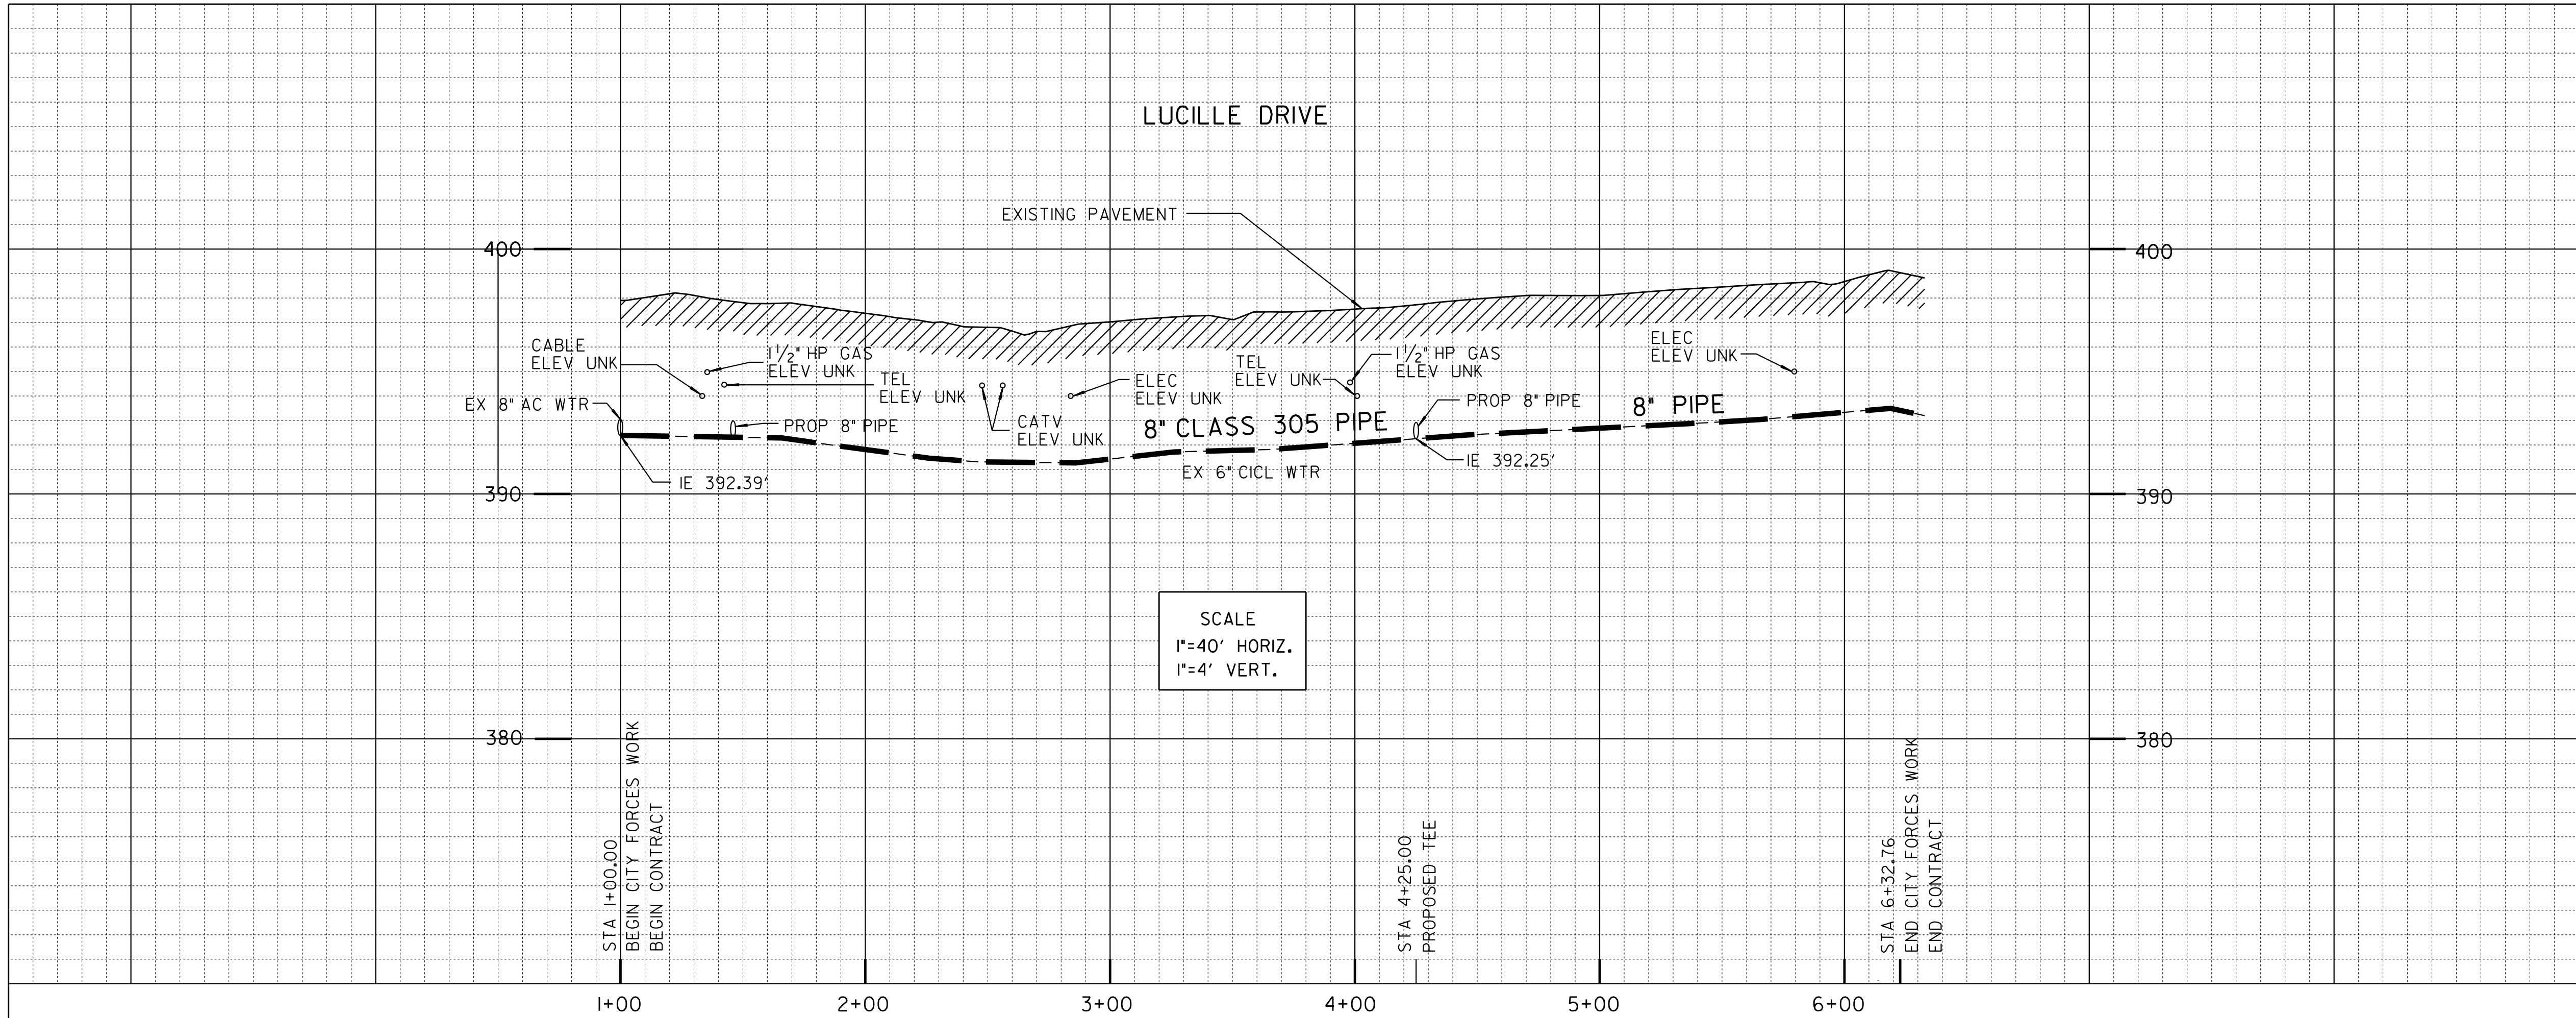 LUCILLE DRIVE
EXISTING PAVEMENT
400
400
CABLE
ELEV UNK
1 1/2" HP GAS
ELEV UNK
TEL
ELEV UNK
EX 8" AC WTR
PROP 8" PIPE
IE 392.39'
CATV
ELEV UNK
ELEC
ELEV UNK
TEL
ELEV UNK
1 1/2" HP GAS
ELEV UNK
ELEC
ELEV UNK
8" CLASS 305 PIPE
PROP 8" PIPE
8" PIPE
IE 392.25'
EX 6" CICL WTR
390
390
SCALE
1"=40' HORIZ.
1"=4' VERT.
380
380
STA 1+00.00
BEGIN CITY FORCES WORK
BEGIN CONTRACT
STA 4+25.00
PROPOSED TEE
STA 6+32.76
END CITY FORCES WORK
END CONTRACT
1+00
2+00
3+00
4+00
5+00
6+00